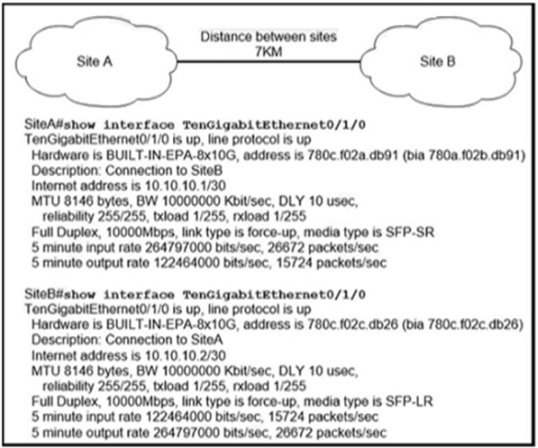 Distance between sites
7KM
Site A
Site B
SiteA#show interface TenGigabitEthernet0/1/0
TenGigabitEthernet0/1/0 is up, line protocol is up
Hardware is BUILT-IN-EPA-8x10G, address is 780c.f02a.db91 (bia 780a.f02b.db91)
Description: Connection to SiteB
Internet address is 10.10.10.1/30
MTU 8146 bytes, BW 10000000 Kbit/sec, DLY 10 usec,
reliability 255/255, txload 1/255, rxload 1/255
Full Duplex, 10000Mbps, link type is force-up, media type is SFP-SR
5 minute input rate 264797000 bits/sec, 26672 packets/sec
5 minute output rate 122464000 bits/sec, 15724 packets/sec
SiteB#show interface TenGigabitEthernet0/1/0
TenGigabitEthernet0/1/0 is up, line protocol is up
Hardware is BUILT-IN-EPA-8x10G, address is 780c.f02c.db26 (bia 780c.f02c.db26)
Description: Connection to SiteA
Internet address is 10.10.10.2/30
MTU 8146 bytes, BW 10000000 Kbit/sec, DLY 10 usec,
reliability 255/255, txload 1/255, rxload 1/255
Full Duplex, 10000Mbps, link type is force-up, media type is SFP-LR
5 minute input rate 122464000 bits/sec, 15724 packets/sec
5 minute output rate 264797000 bits/sec, 26672 packets/sec